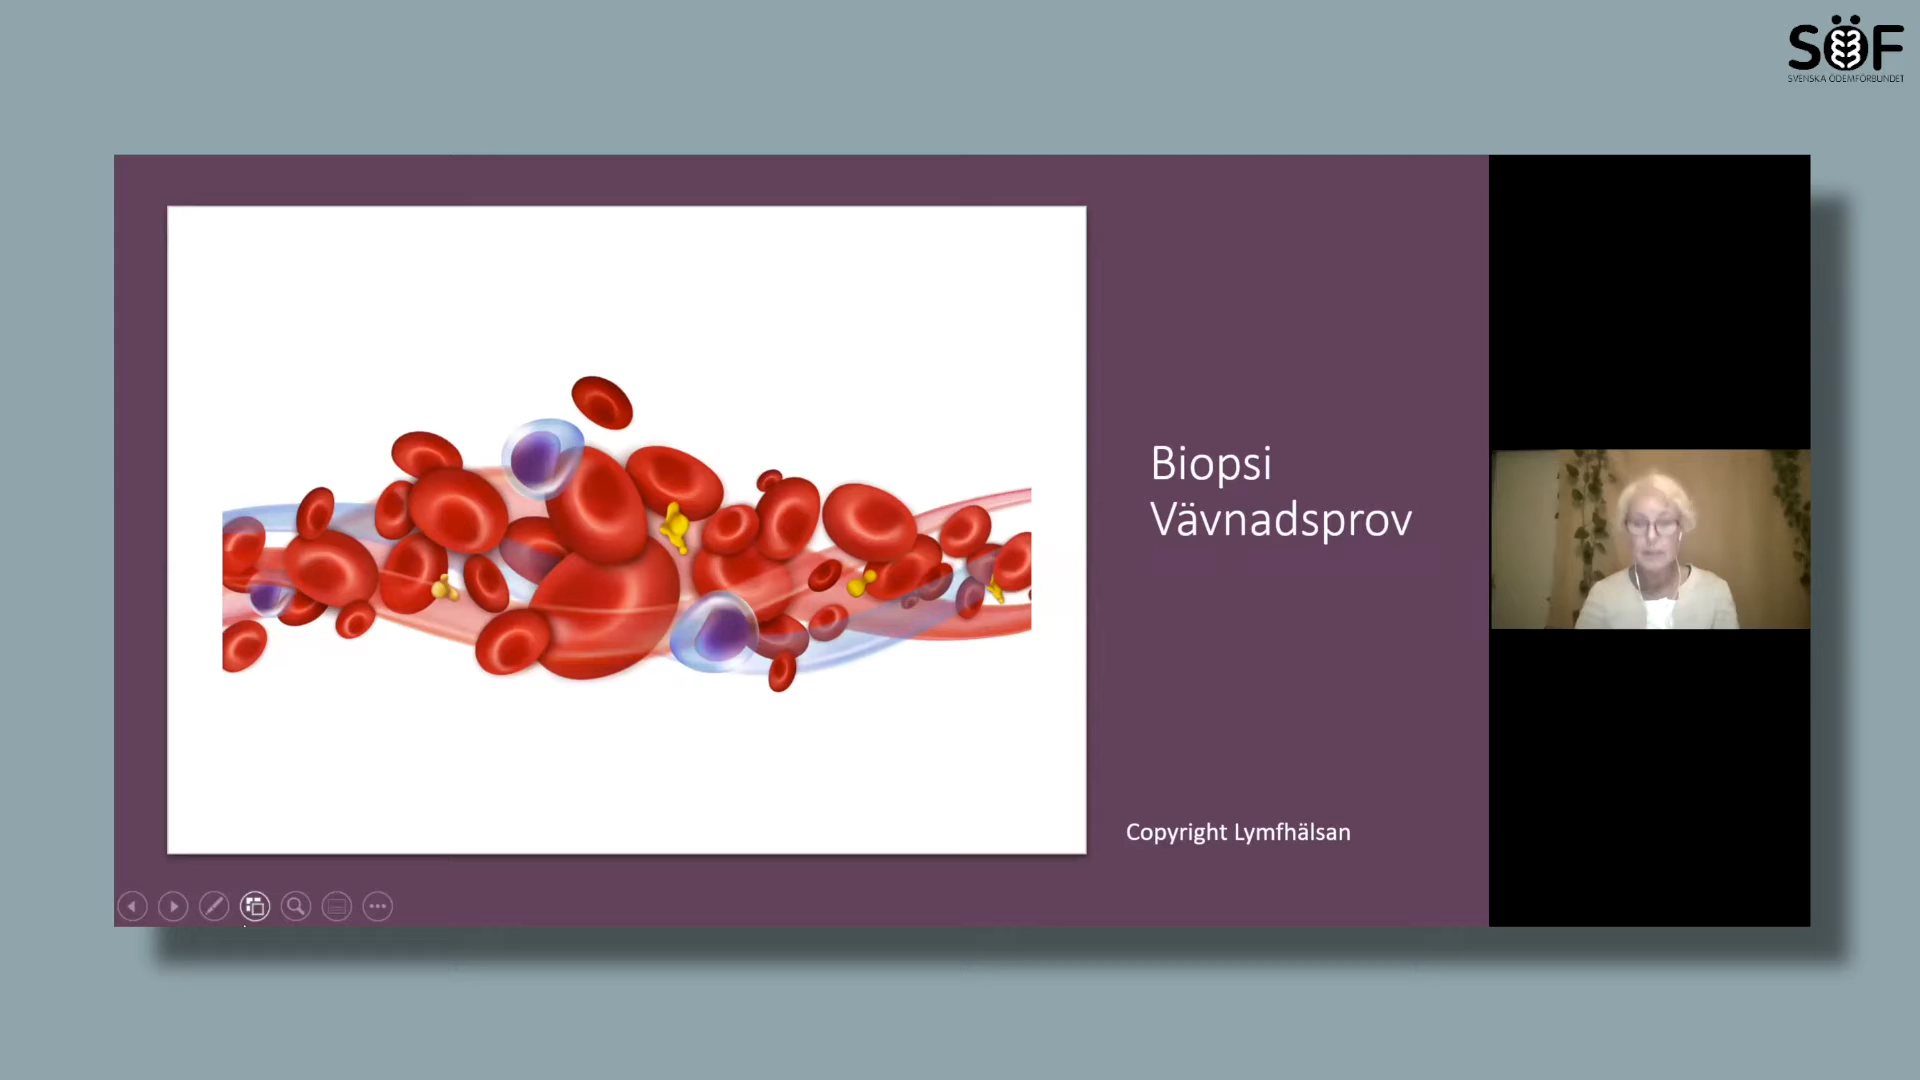 SÖF
SVENSKA ÖDEMFÖRBUNDET
Biopsi
Vävnadsprov
Copyright Lymfhälsan